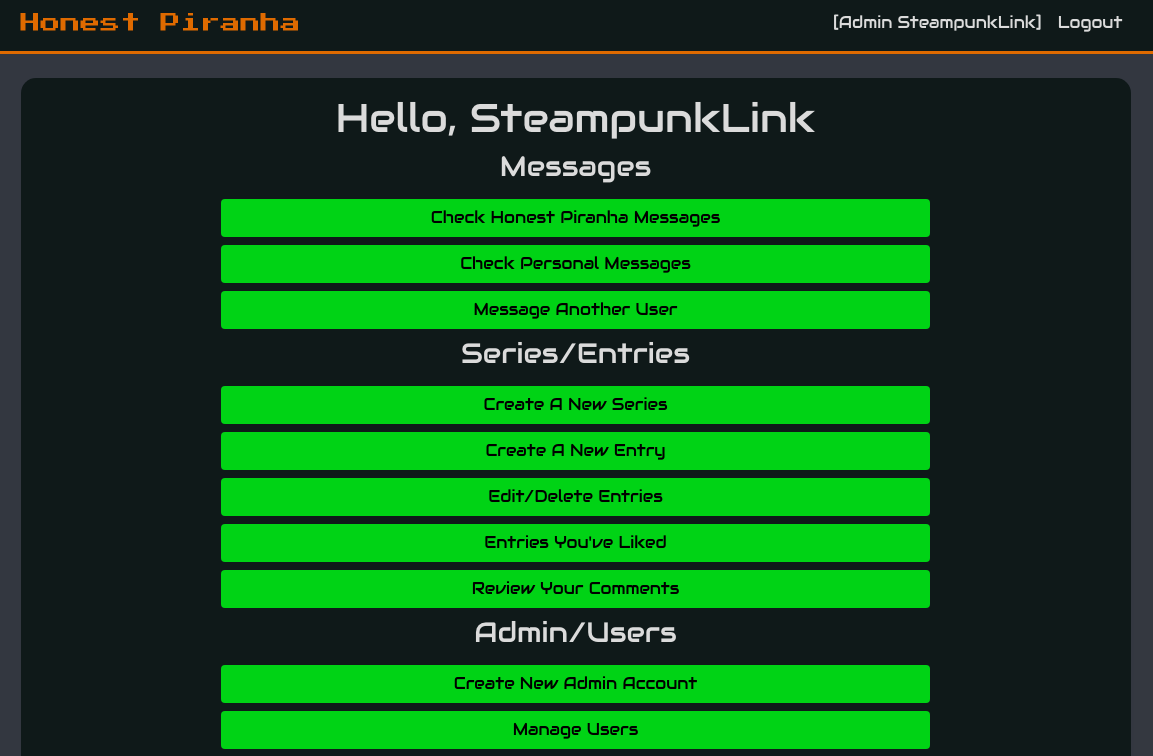 Honest Piranha
[Admin SteampunkLink] Logout
Hello, SteampunkLink
Messages
Check Honest Piranha Messages
Check Personal Messages
Message Another User
Series/Entries
Create A New Series
Create A New Entry
Edit/Delete Entries
Entries You've Liked
Review Your Comments
Admin/Users
Create New Admin Account
Manage Users